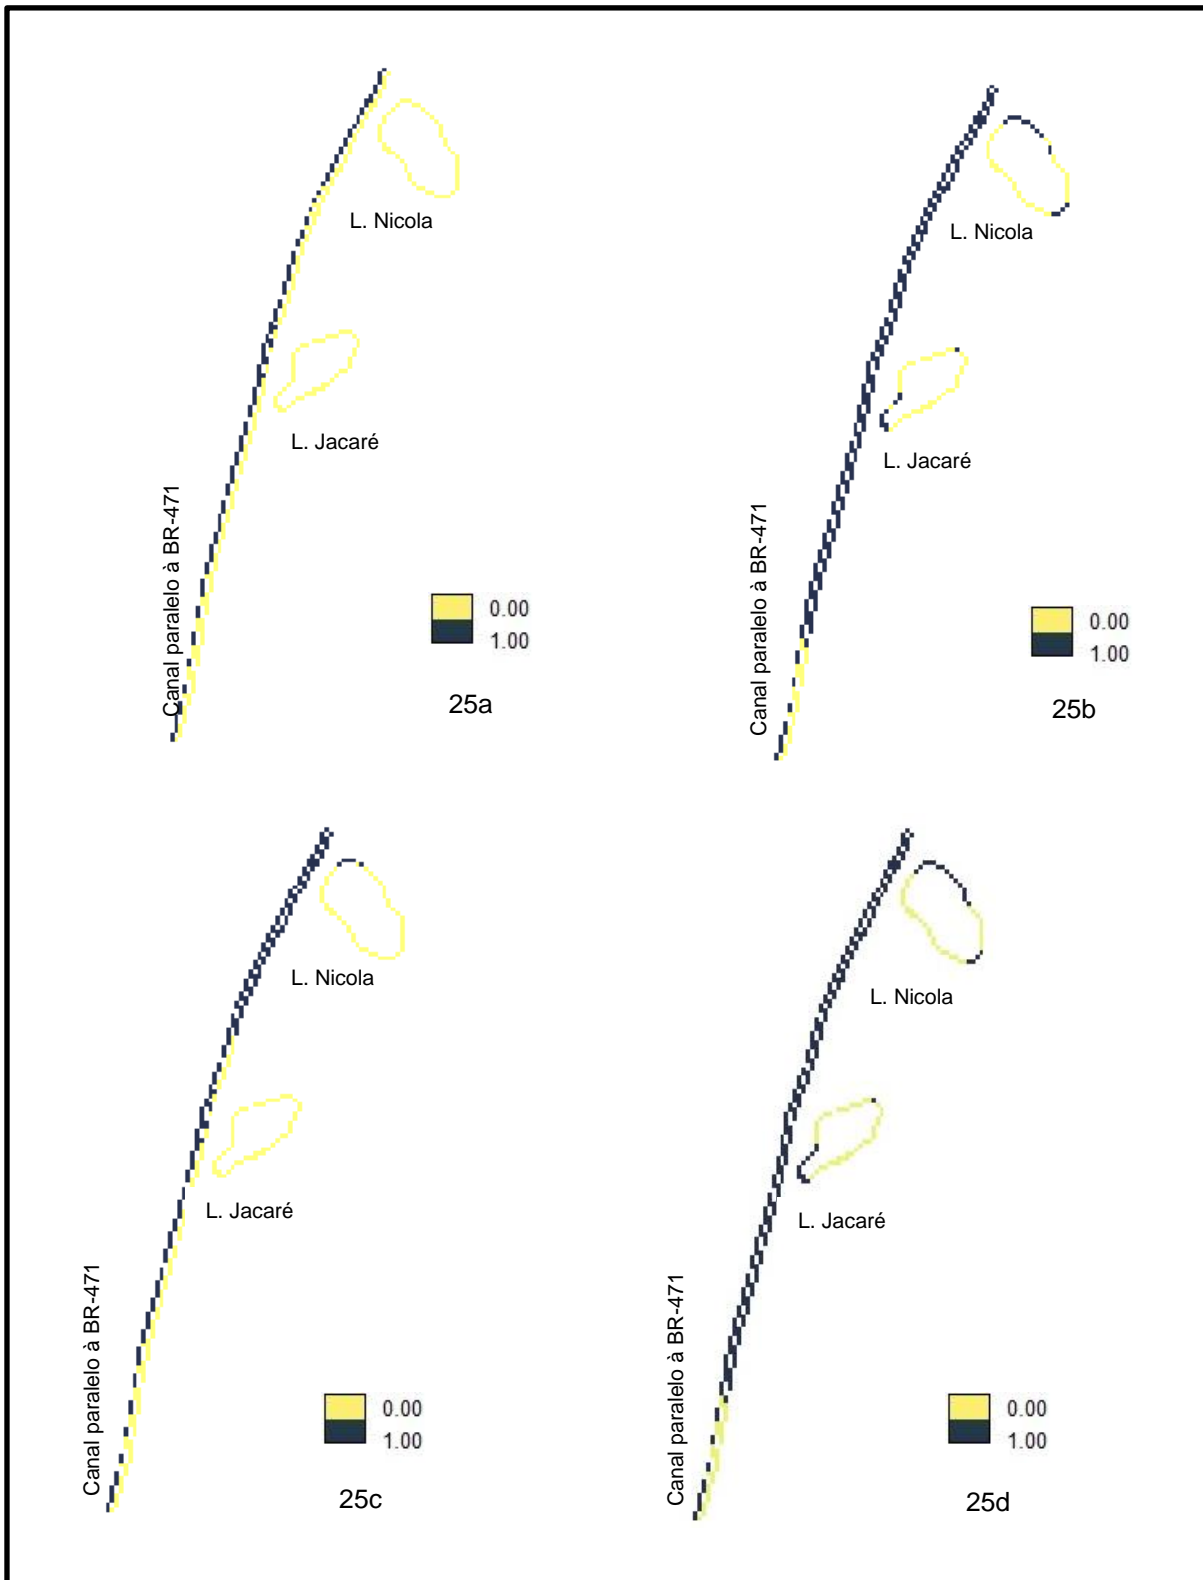 L. Nicola
L. Jacaré
Canal paralelo à BR-471
0.00
1.00
25a
L. Nicola
L. Jacaré
Canal paralelo à BR-471
0.00
1.00
25b
L. Nicola
L. Jacaré
Canal paralelo à BR-471
0.00
1.00
25c
L. Nicola
L. Jacaré
Canal paralelo à BR-471
0.00
1.00
25d